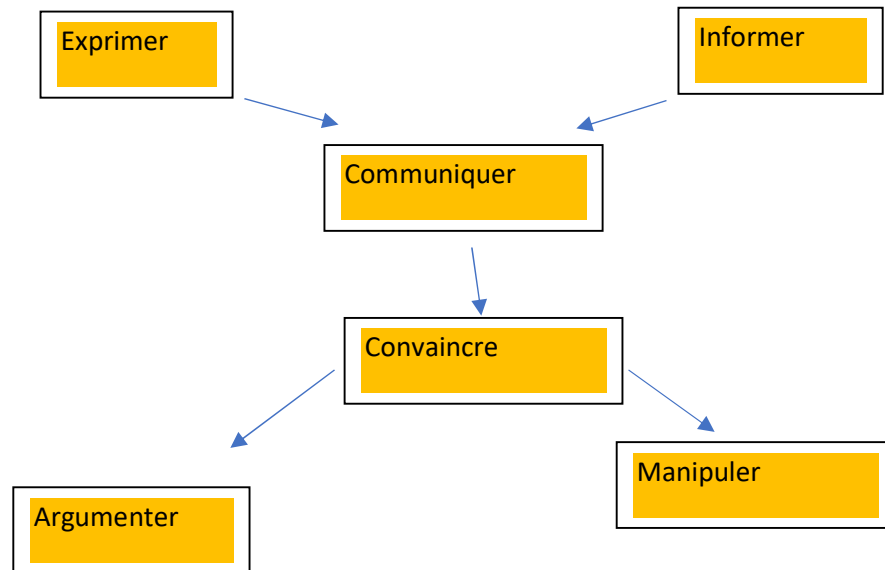 Exprimer
Informer
Communiquer
Convaincre
Manipuler
Argumenter